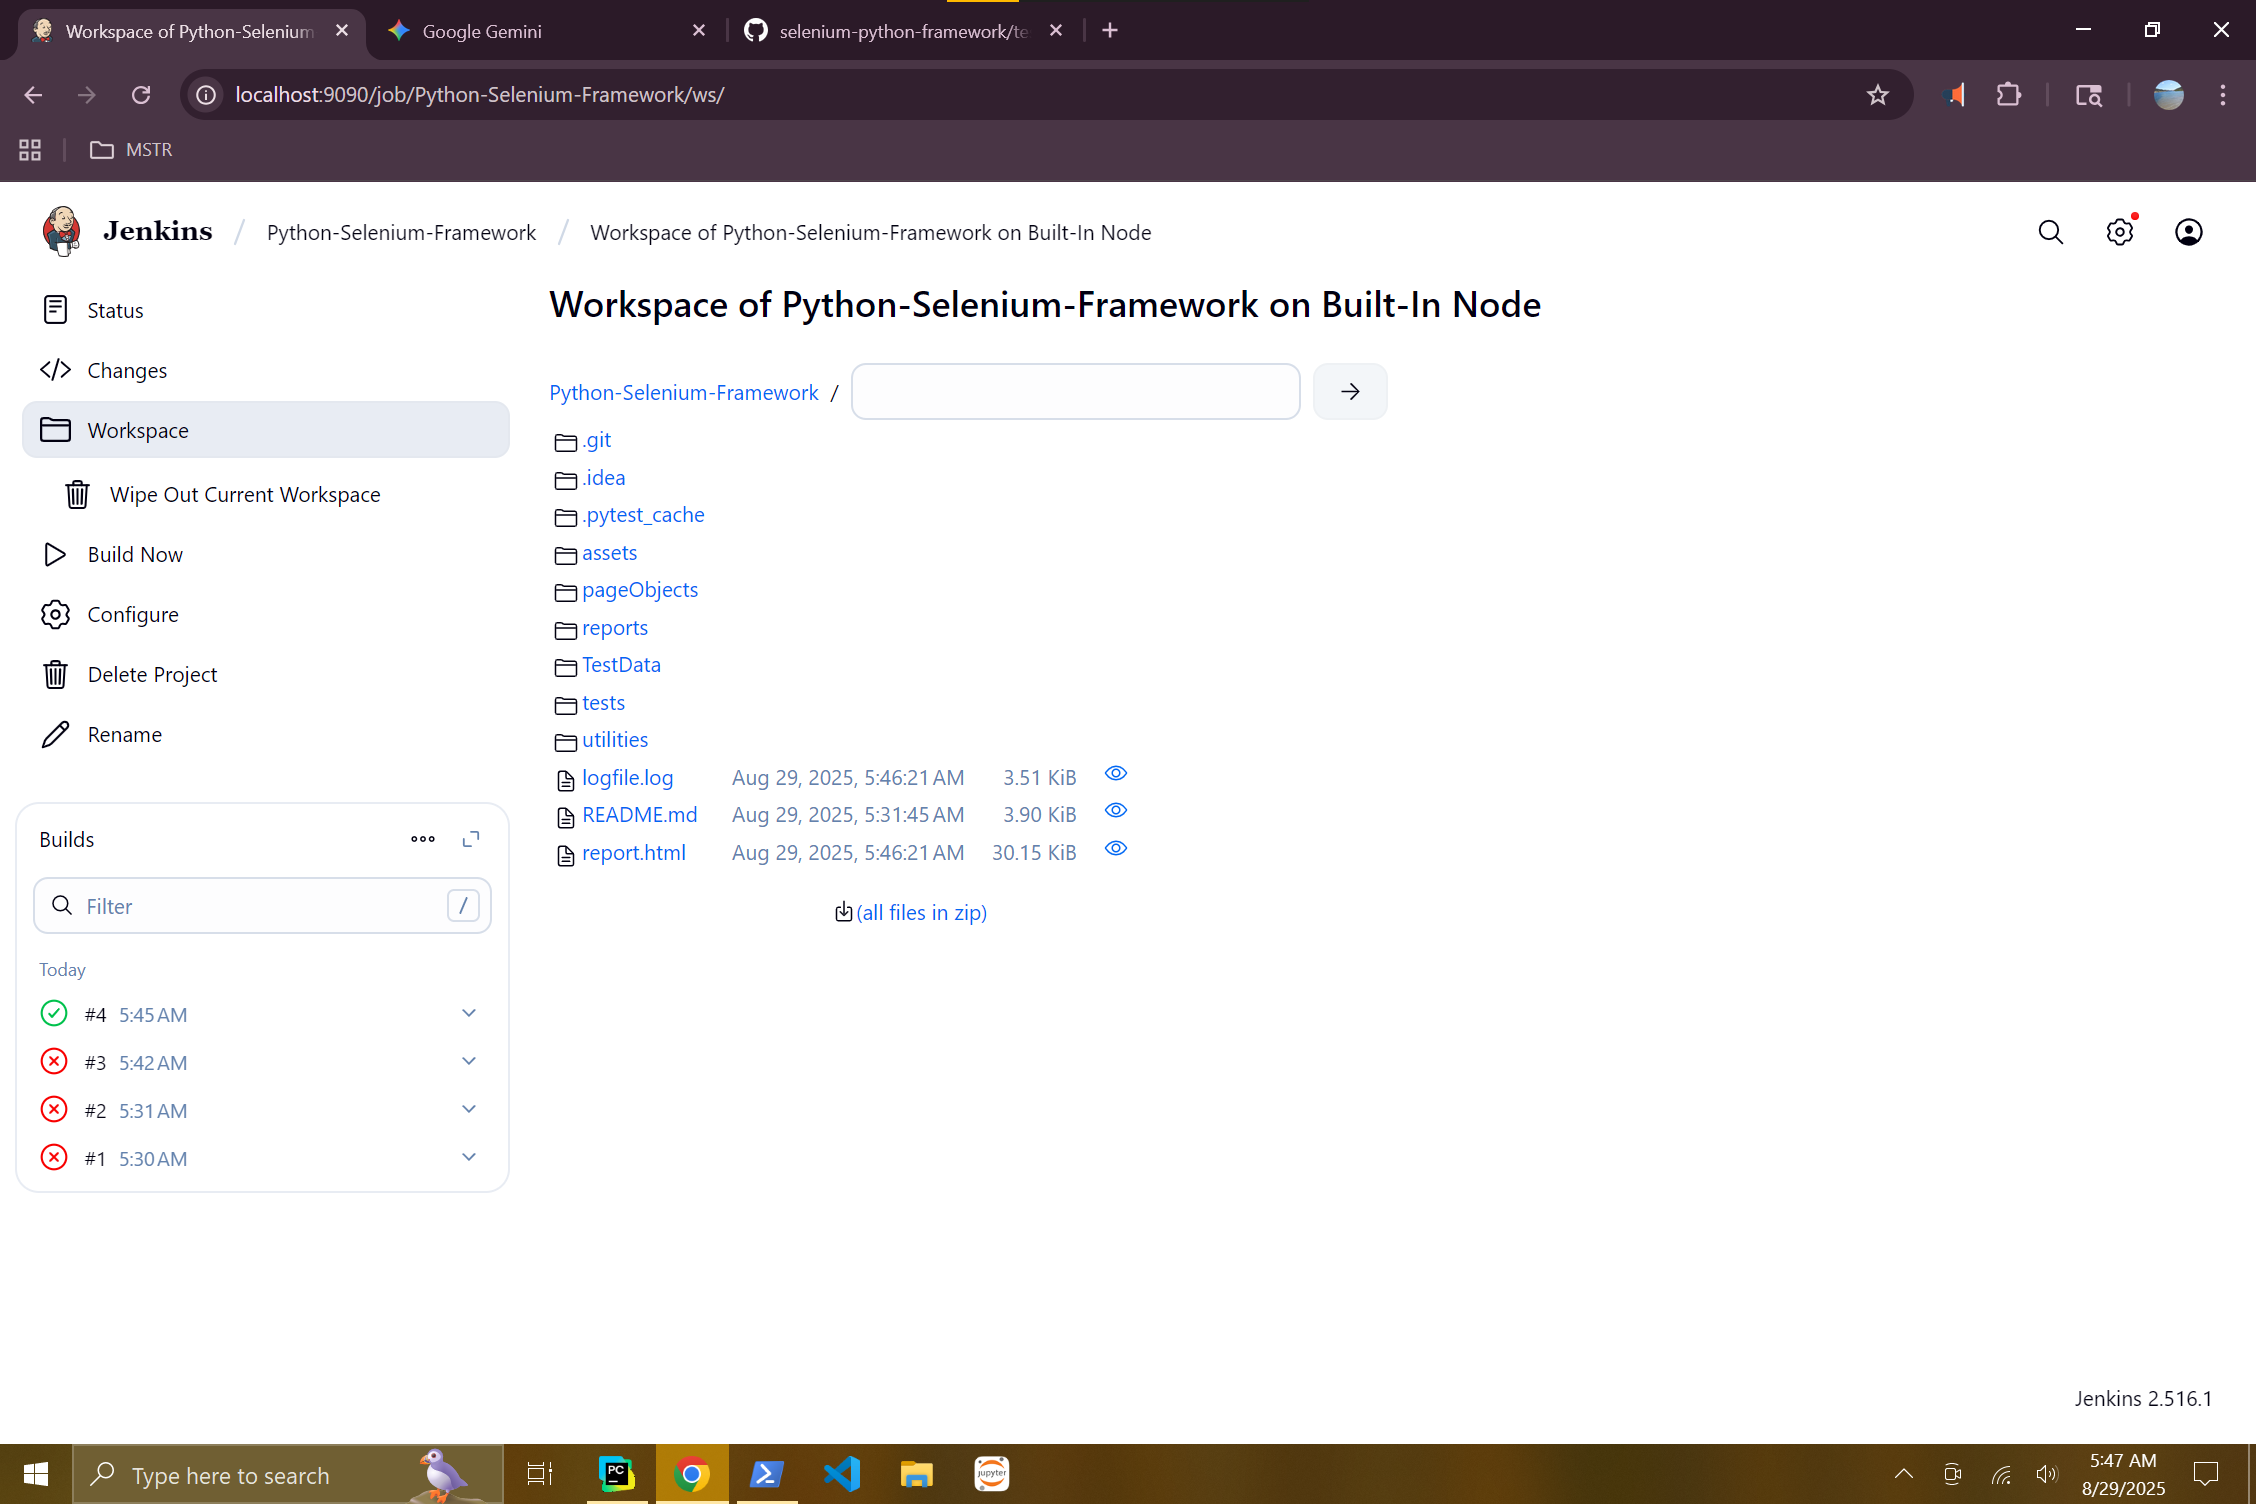 Workspace of Python-Selenium
Google Gemini
selenium-python-framework/te
localhost:9090/job/Python-Selenium-Framework/ws/
MSTR
Jenkins / Python-Selenium-Framework / Workspace of Python-Selenium-Framework on Built-In Node
Status
Changes
Workspace
Wipe Out Current Workspace
Build Now
Configure
Delete Project
Rename
Builds
Filter /
Today
#4 5:45 AM
#3 5:42 AM
#2 5:31 AM
#1 5:30 AM
Workspace of Python-Selenium-Framework on Built-In Node
Python-Selenium-Framework /
.git
.idea
.pytest_cache
assets
pageObjects
reports
TestData
tests
utilities
logfile.log Aug 29, 2025, 5:46:21 AM 3.51 KiB
README.md Aug 29, 2025, 5:31:45 AM 3.90 KiB
report.html Aug 29, 2025, 5:46:21 AM 30.15 KiB
(all files in zip)
Jenkins 2.516.1
Type here to search
PC
jupyter
5:47 AM
8/29/2025